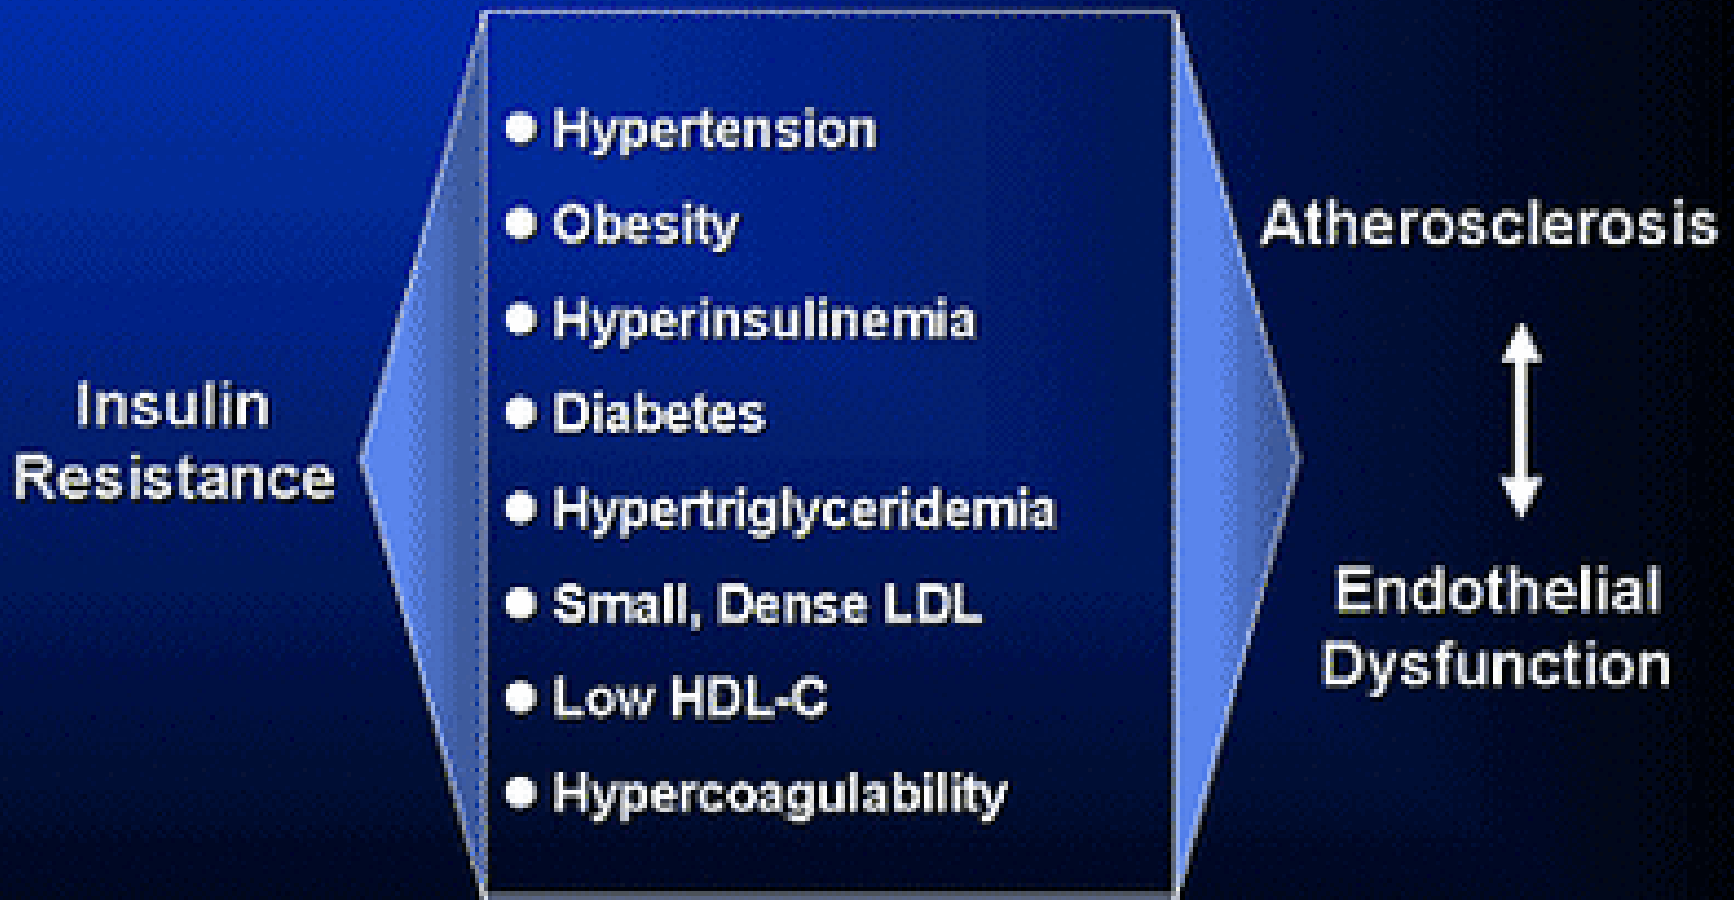 Insulin
Resistance
● Hypertension
● Obesity
● Hyperinsulinemia
● Diabetes
● Hypertriglyceridemia
● Small, Dense LDL
● Low HDL-C
● Hypercoagulability
Atherosclerosis
Endothelial
Dysfunction